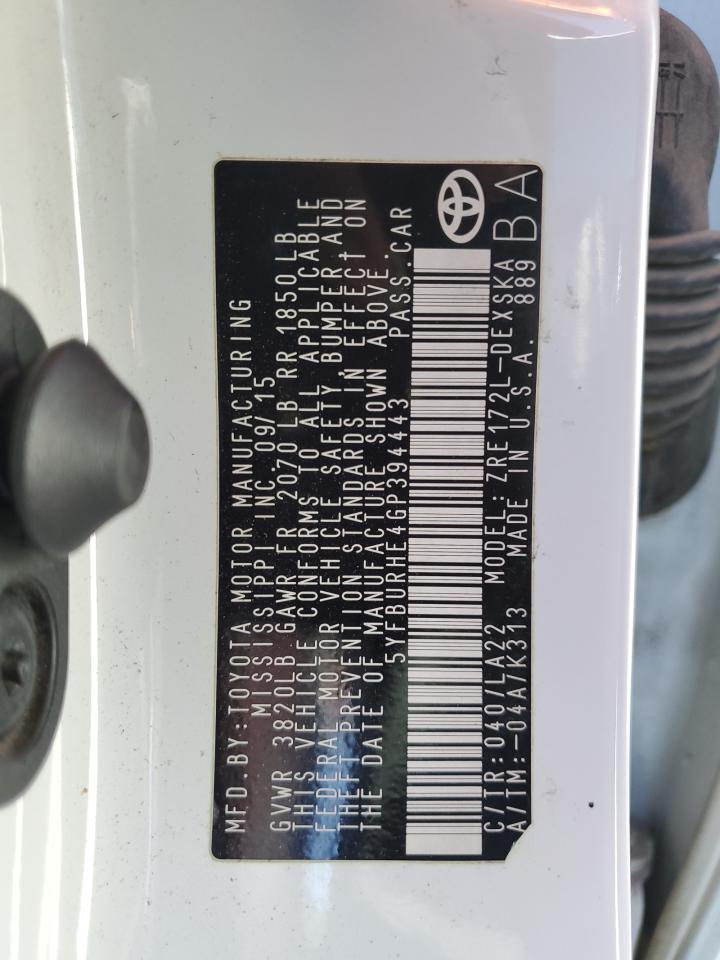 MFD.BY:TOYOTA MOTOR MANUFACTURING
MISSISSIPPI INC.09/15
GVWR 3820LB GAWR FR 2070 LB RR 1850LB
THIS VEHICLE CONFORMS TO ALL APPLICABLE
FEDERAL MOTOR VEHICLE SAFETY, BUMPER, AND
THEFT PREVENTION STANDARDS IN EFFECT ON
THE DATE OF MANUFACTURE SHOWN ABOVE.
5YFBURHE4GP394443 PASS.CAR
C/TR:040/LA22 MODEL:ZRE172L-DEXSKA
A/TM:-04A/K313 MADE IN U.S.A. 889
BA